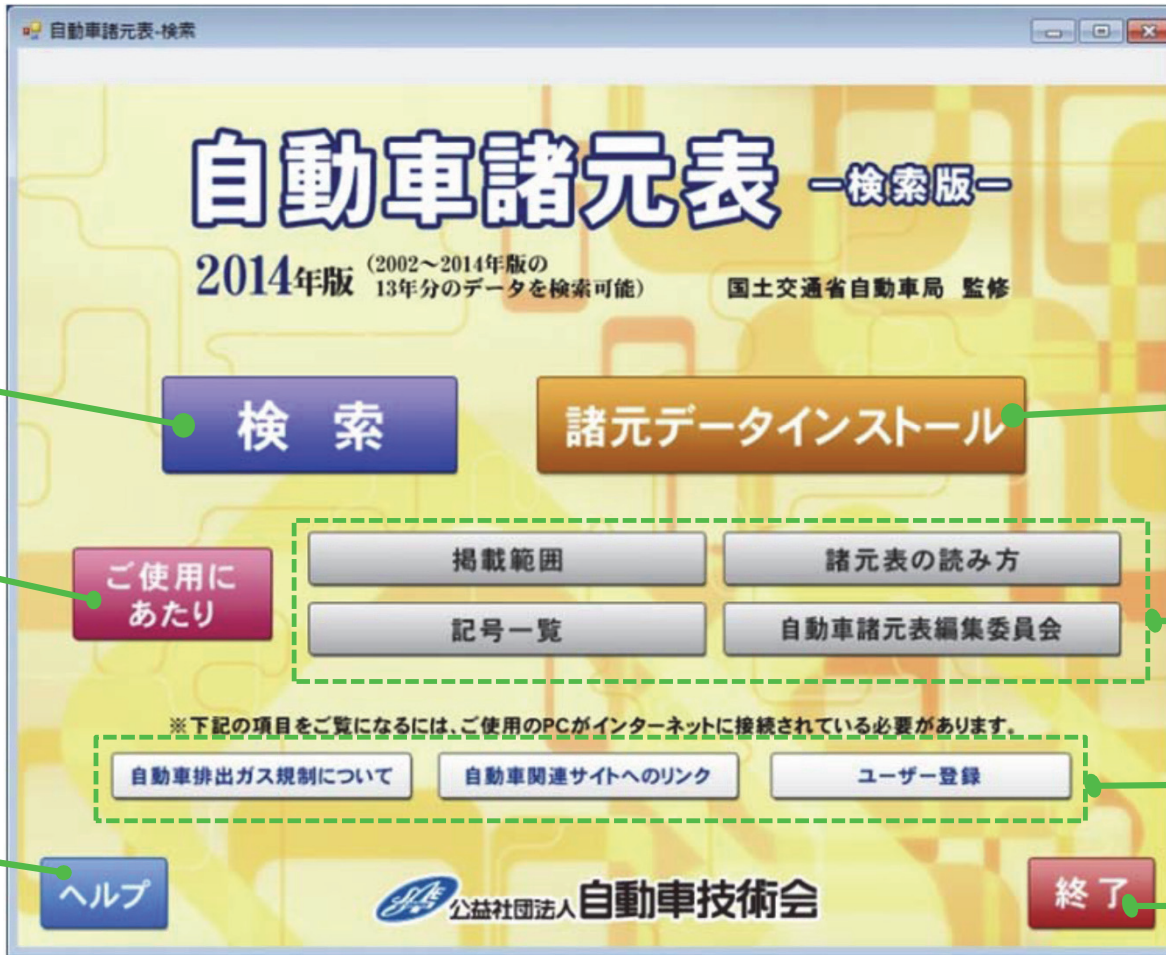 自動車諸元表-検索
自動車諸元表 －検索版－
2014年版 （2002～2014年版の
13年分のデータを検索可能）
国土交通省自動車局 監修
検索
諸元データインストール
ご使用に
あたり
掲載範囲
諸元表の読み方
記号一覧
自動車諸元表編集委員会
※下記の項目をご覧になるには、ご使用のPCがインターネットに接続されている必要があります。
自動車排出ガス規制について
自動車関連サイトへのリンク
ユーザー登録
ヘルプ
公益社団法人自動車技術会
終了